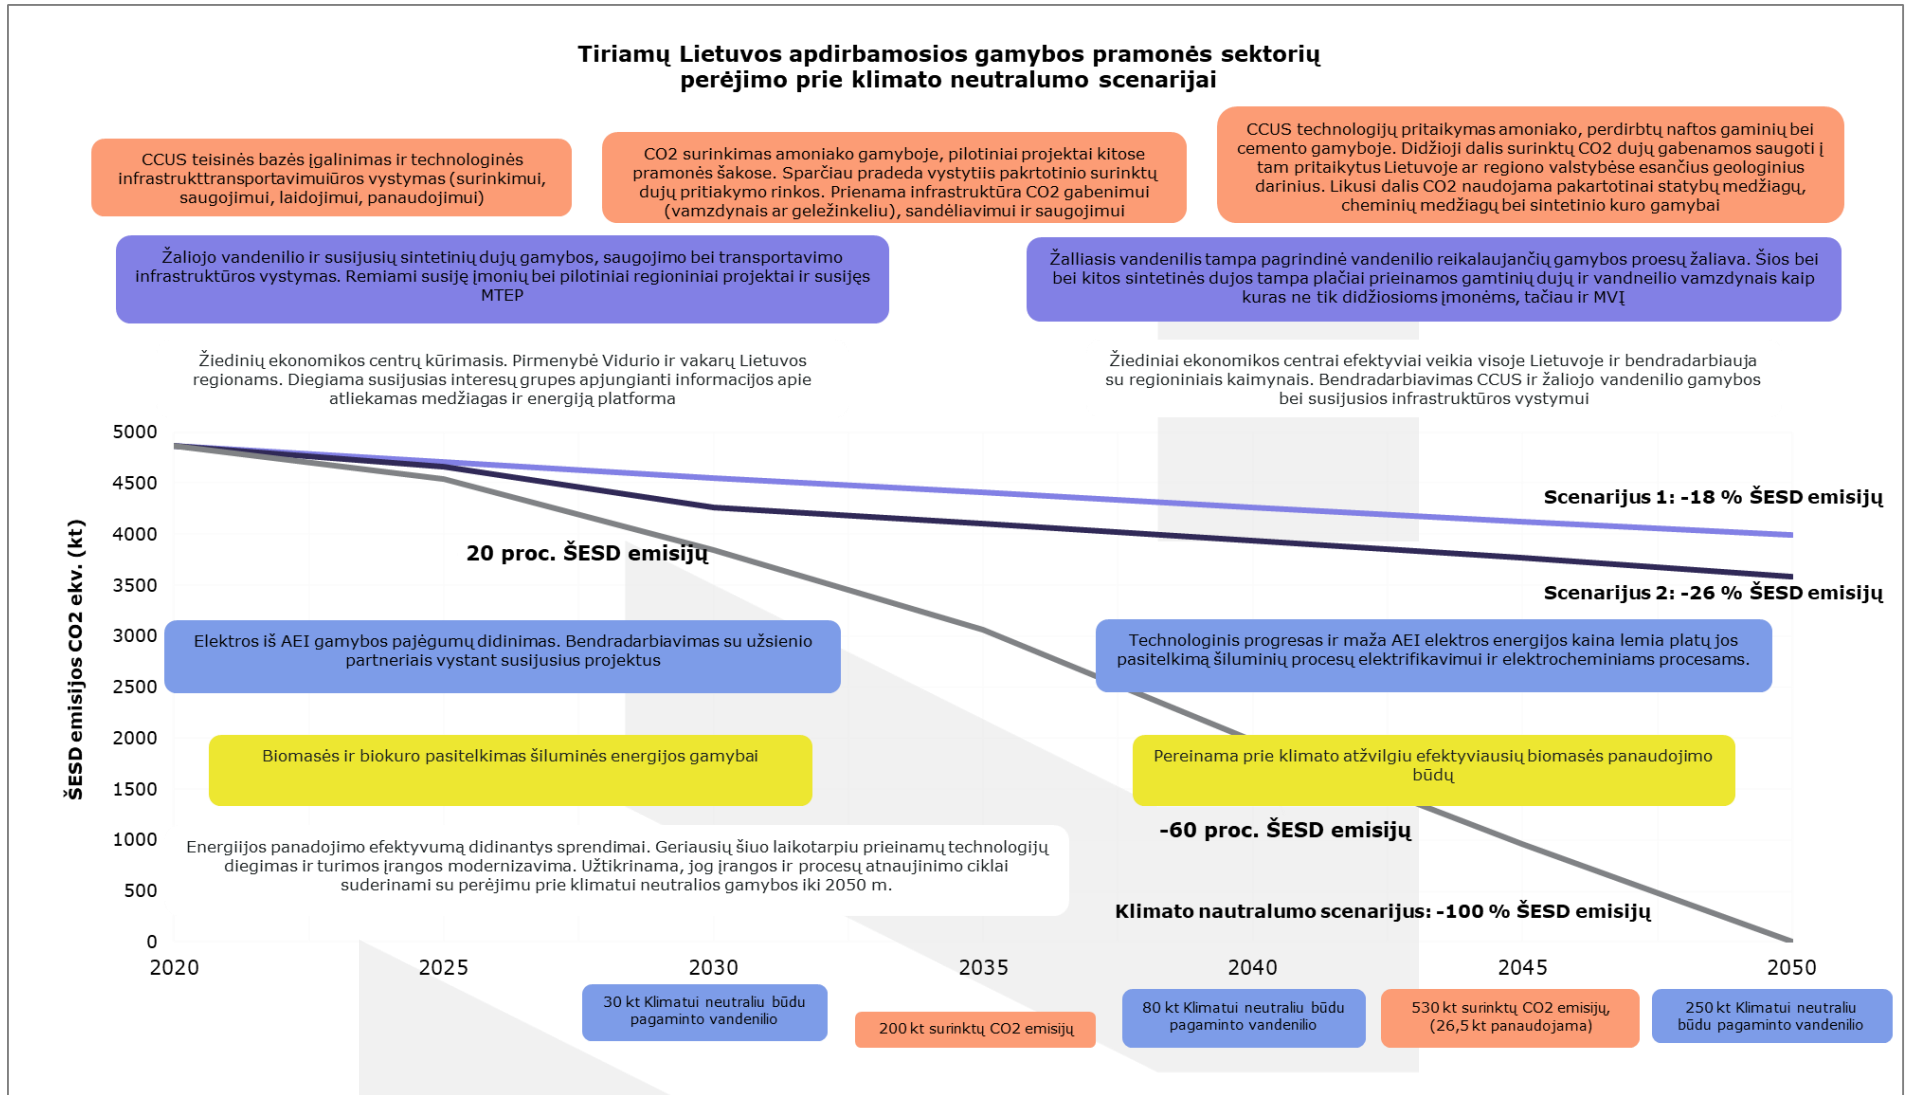 Tiriamų Lietuvos apdirbamosios gamybos pramonės sektorių
perėjimo prie klimato neutralumo scenarijai
CCUS teisinės bazės įgalinimas ir technologinės
infrastrukttransportavimuiūros vystymas (surinkimui,
saugojimui, laidojimui, panaudojimui)
CO2 surinkimas amoniako gamyboje, pilotiniai projektai kitose
pramonės šakose. Sparčiau pradeda vystytiis pakrtotinio surinktų
dujų pritiakymo rinkos. Prienama infrastruktūra CO2 gabenimui
(vamzdynais ar geležinkeliu), sandėliavimui ir saugojimui
CCUS technologijų pritaikymas amoniako, perdirbtų naftos gaminių bei
cemento gamyboje. Didžioji dalis surinktų CO2 dujų gabenamos saugoti į
tam pritaikytus Lietuvoje ar regiono valstybėse esančius geologinius
darinius. Likusi dalis CO2 naudojama pakartotinai statybų medžiagų,
cheminių medžiagų bei sintetinio kuro gamybai
Žaliojo vandenilio ir susijusių sintetinių dujų gamybos, saugojimo bei transportavimo
infrastruktūros vystymas. Remiami susiję įmonių bei pilotiniai regioniniai projektai ir susijęs
MTEP
Žalliasis vandenilis tampa pagrindinė vandenilio reikalaujančių gamybos proesų žaliava. Šios bei
bei kitos sintetinės dujos tampa plačiai prieinamos gamtinių dujų ir vandneilio vamzdynais kaip
kuras ne tik didžiosioms įmonėms, tačiau ir MVĮ
Žiedinių ekonomikos centrų kūrimasis. Pirmenybė Vidurio ir vakarų Lietuvos
regionams. Diegiama susijusias interesų grupes apjungianti informacijos apie
atliekamas medžiagas ir energiją platforma
Žiediniai ekonomikos centrai efektyviai veikia visoje Lietuvoje ir bendradarbiauja
su regioniniais kaimynais. Bendradarbiavimas CCUS ir žaliojo vandenilio gamybos
bei susijusios infrastruktūros vystymui
ŠESD emisijos CO2 ekv. (kt)
5000
4500
4000
3500
3000
2500
2000
1500
1000
500
0
Scenarijus 1: -18 % ŠESD emisijų
20 proc. ŠESD emisijų
Scenarijus 2: -26 % ŠESD emisijų
Elektros iš AEI gamybos pajėgumų didinimas. Bendradarbiavimas su užsienio
partneriais vystant susijusius projektus
Technologinis progresas ir maža AEI elektros energijos kaina lemia platų jos
pasitelkimą šiluminių procesų elektrifikavimui ir elektrocheminiams procesams.
Biomasės ir biokuro pasitelkimas šiluminės energijos gamybai
Pereinama prie klimato atžvilgiu efektyviausių biomasės panaudojimo
būdų
-60 proc. ŠESD emisijų
Energiijos panadojimo efektyvumą didinantys sprendimai. Geriausių šiuo laikotarpiu prieinamų technologijų
diegimas ir turimos įrangos modernizavima. Užtikrinama, jog įrangos ir procesų atnaujinimo ciklai
suderinami su perėjimu prie klimatui neutralios gamybos iki 2050 m.
Klimato nautralumo scenarijus: -100 % ŠESD emisijų
2020
2025
2030
2035
2040
2045
2050
30 kt Klimatui neutraliu būdu
pagaminto vandenilio
200 kt surinktų CO2 emisijų
80 kt Klimatui neutraliu būdu
pagaminto vandenilio
530 kt surinktų CO2 emisijų,
(26,5 kt panaudojama)
250 kt Klimatui neutraliu
būdu pagaminto vandenilio